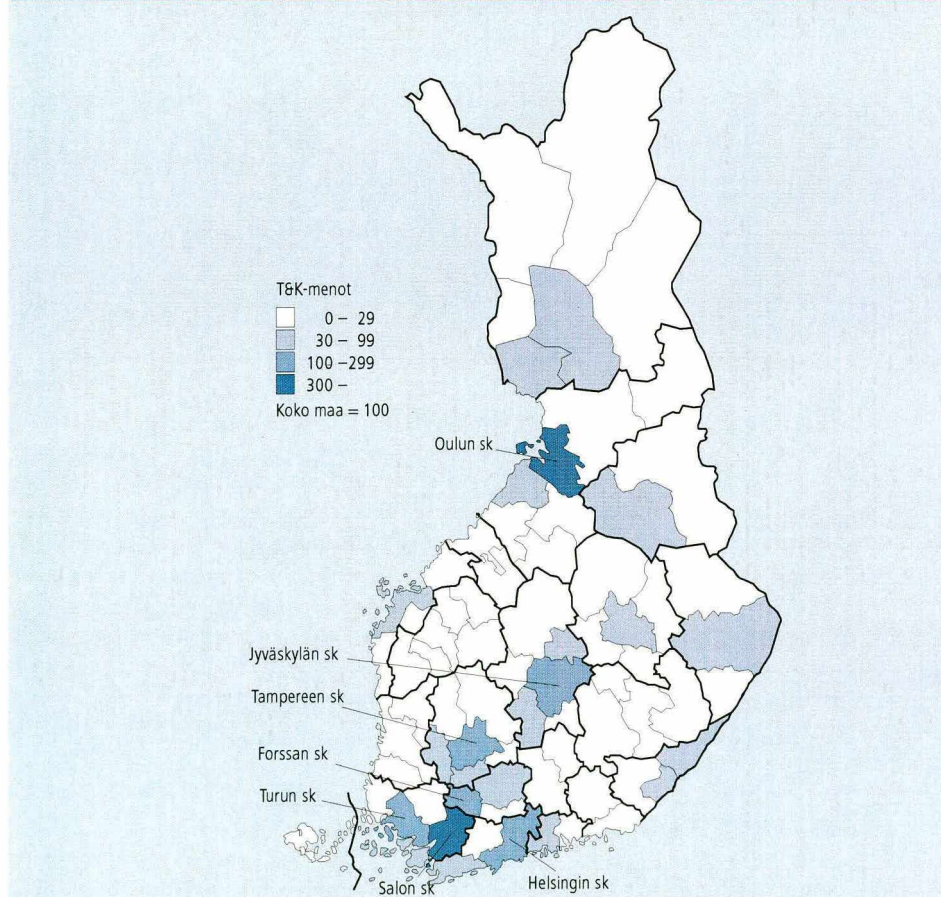 T&K-menot
0 – 29
30 – 99
100 –299
300 –
Koko maa = 100
Oulun sk
Jyväskylän sk
Tampereen sk
Forssan sk
Turun sk
Salon sk
Helsingin sk